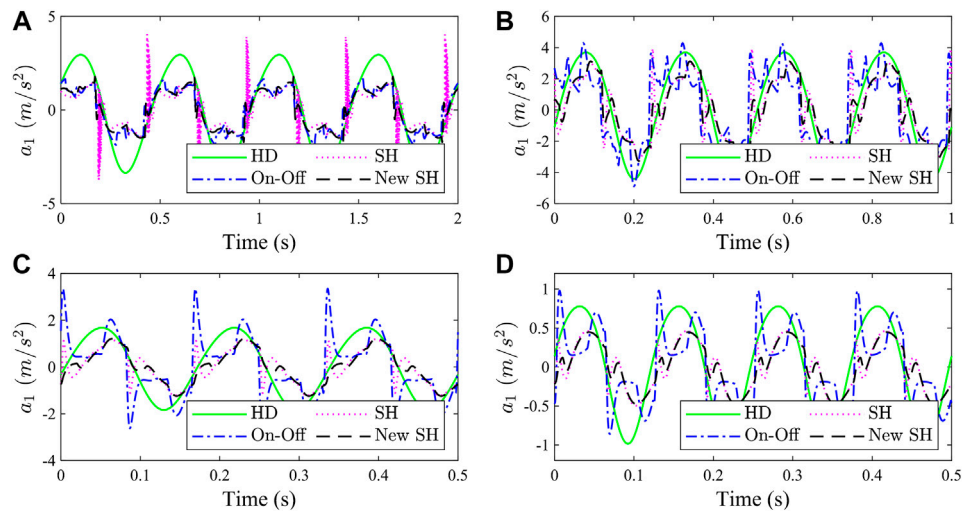 A
5
0
-5
a₁ (m/s²)
HD
SH
On-Off
New SH
0
0.5
1
1.5
2
Time (s)
B
6
4
2
0
-2
-4
-6
a₁ (m/s²)
HD
SH
On-Off
New SH
0
0.2
0.4
0.6
0.8
1
Time (s)
C
4
2
0
-2
-4
a₁ (m/s²)
HD
SH
On-Off
New SH
0
0.1
0.2
0.3
0.4
0.5
Time (s)
D
1
0.5
0
-0.5
-1
a₁ (m/s²)
HD
SH
On-Off
New SH
0
0.1
0.2
0.3
0.4
0.5
Time (s)